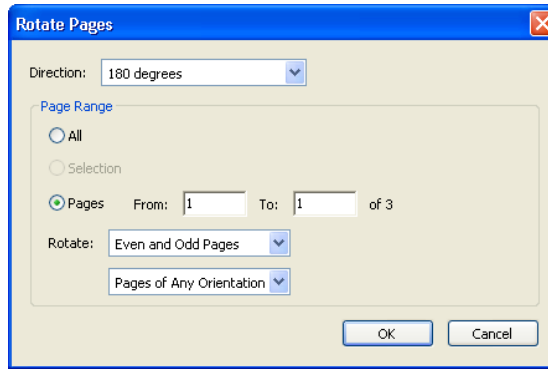 Rotate Pages
Direction: 180 degrees
Page Range
All
Selection
Pages From: 1 To: 1 of 3
Rotate: Even and Odd Pages
Pages of Any Orientation
OK Cancel